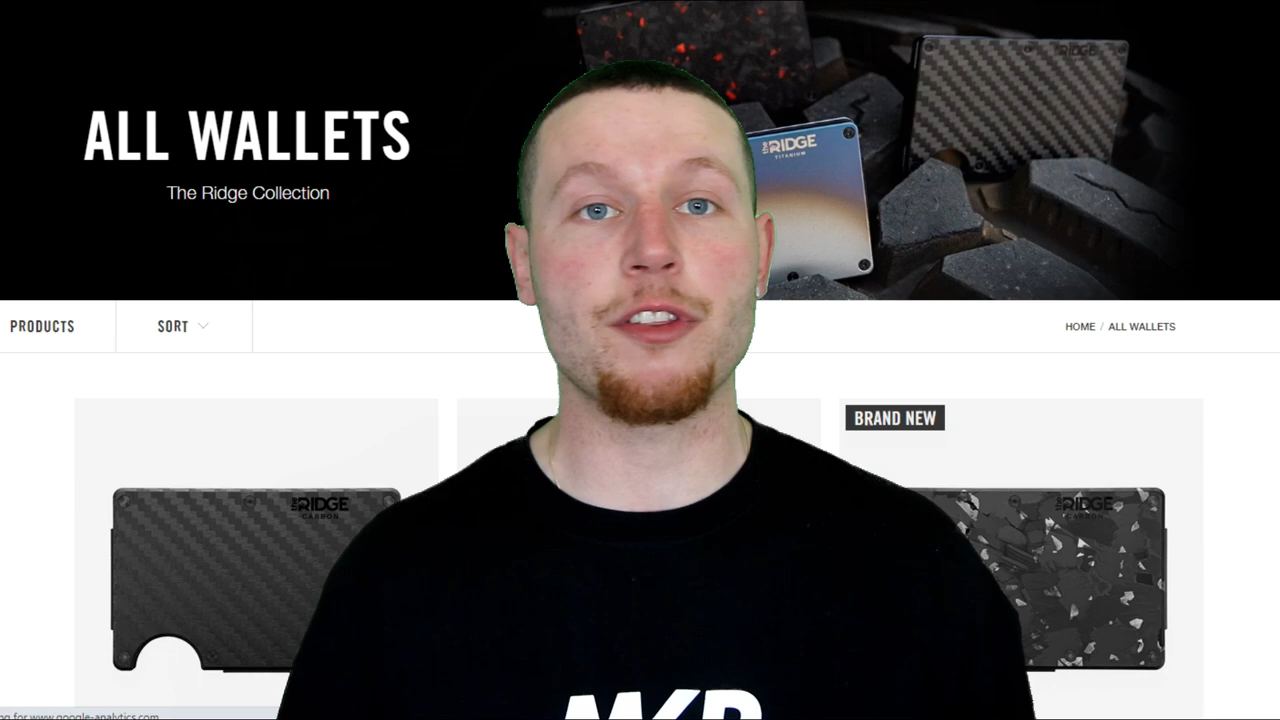 ALL WALLETS
The Ridge Collection
the RIDGE
TITANIUM
RIDGE
PRODUCTS
SORT
HOME / ALL WALLETS
BRAND NEW
the RIDGE
CARBON
the RIDGE
CARBON
ng for www.google-analytics.com